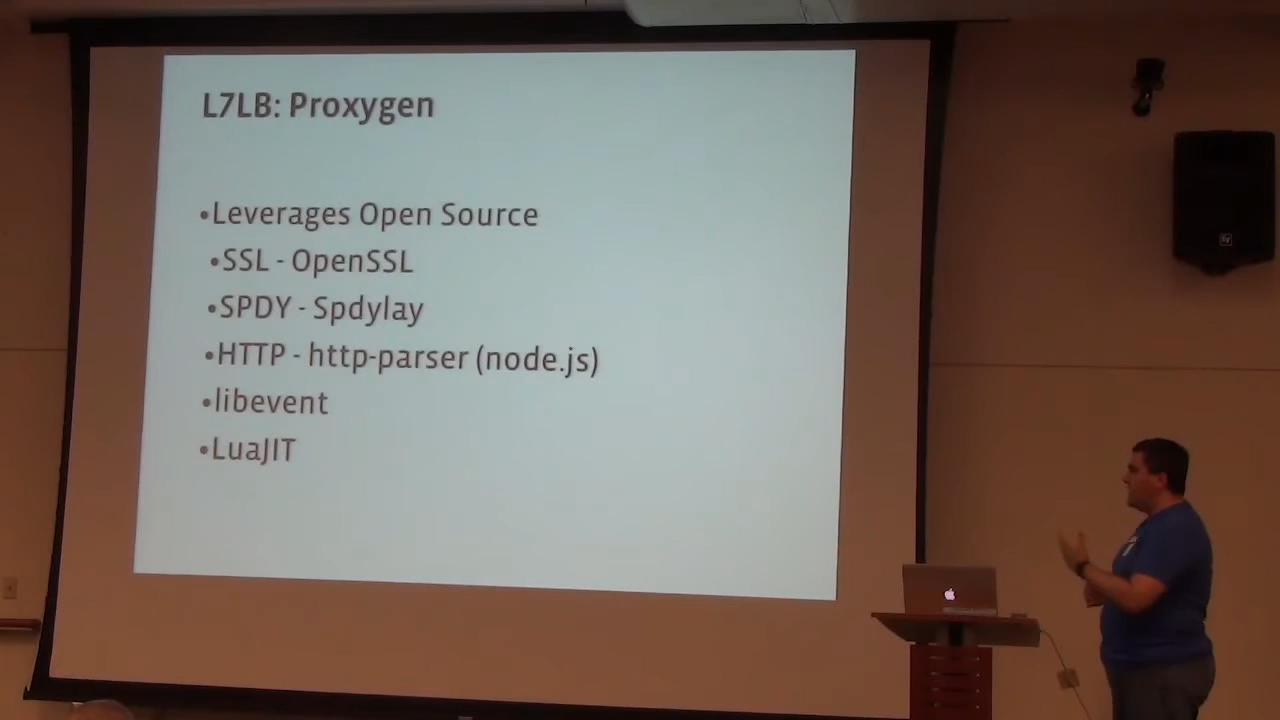 L7LB: Proxygen
•Leverages Open Source
•SSL - OpenSSL
•SPDY - Spdylay
•HTTP - http-parser (node.js)
•libevent
•LuaJIT